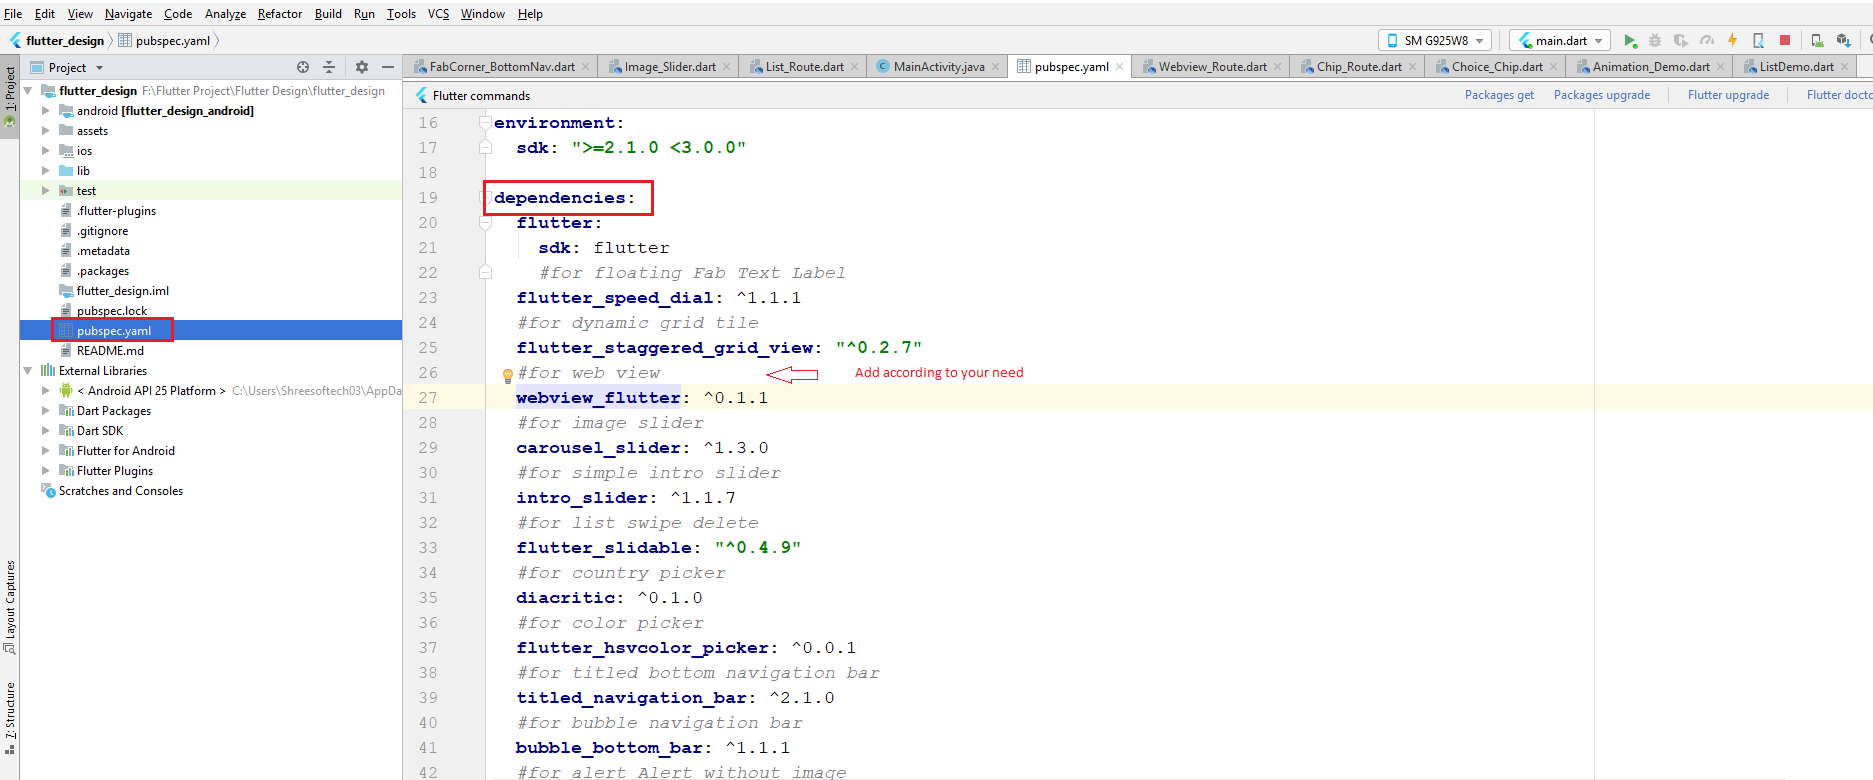 File Edit View Navigate Code Analyze Refactor Build Run Tools VCS Window Help
flutter_design pubspec.yaml SM G925W8 main.dart
Project FabCorner_BottomNav.dart Image_Slider.dart List_Route.dart MainActivity.java pubspec.yaml Webview_Route.dart Chip_Route.dart Choice_Chip.dart Animation_Demo.dart ListDemo.dart
1: Project
Layout Captures
7: Structure
flutter_design F:\Flutter Project\Flutter Design\flutter_design
android [flutter_design_android]
assets
ios
lib
test
.flutter-plugins
.gitignore
.metadata
.packages
flutter_design.iml
pubspec.lock
pubspec.yaml
README.md
External Libraries
< Android API 25 Platform > C:\Users\Shreesoftech03\AppDa
Dart Packages
Dart SDK
Flutter for Android
Flutter Plugins
Scratches and Consoles
Flutter commands Packages get Packages upgrade Flutter upgrade Flutter docto
16 environment:
17 sdk: ">=2.1.0 <3.0.0"
18
19 dependencies:
20 flutter:
21 sdk: flutter
22 #for floating Fab Text Label
23 flutter_speed_dial: ^1.1.1
24 #for dynamic grid tile
25 flutter_staggered_grid_view: "^0.2.7"
26 #for web view Add according to your need
27 webview_flutter: ^0.1.1
28 #for image slider
29 carousel_slider: ^1.3.0
30 #for simple intro slider
31 intro_slider: ^1.1.7
32 #for list swipe delete
33 flutter_slidable: "^0.4.9"
34 #for country picker
35 diacritic: ^0.1.0
36 #for color picker
37 flutter_hsvcolor_picker: ^0.0.1
38 #for titled bottom navigation bar
39 titled_navigation_bar: ^2.1.0
40 #for bubble navigation bar
41 bubble_bottom_bar: ^1.1.1
42 #for alert Alert without image